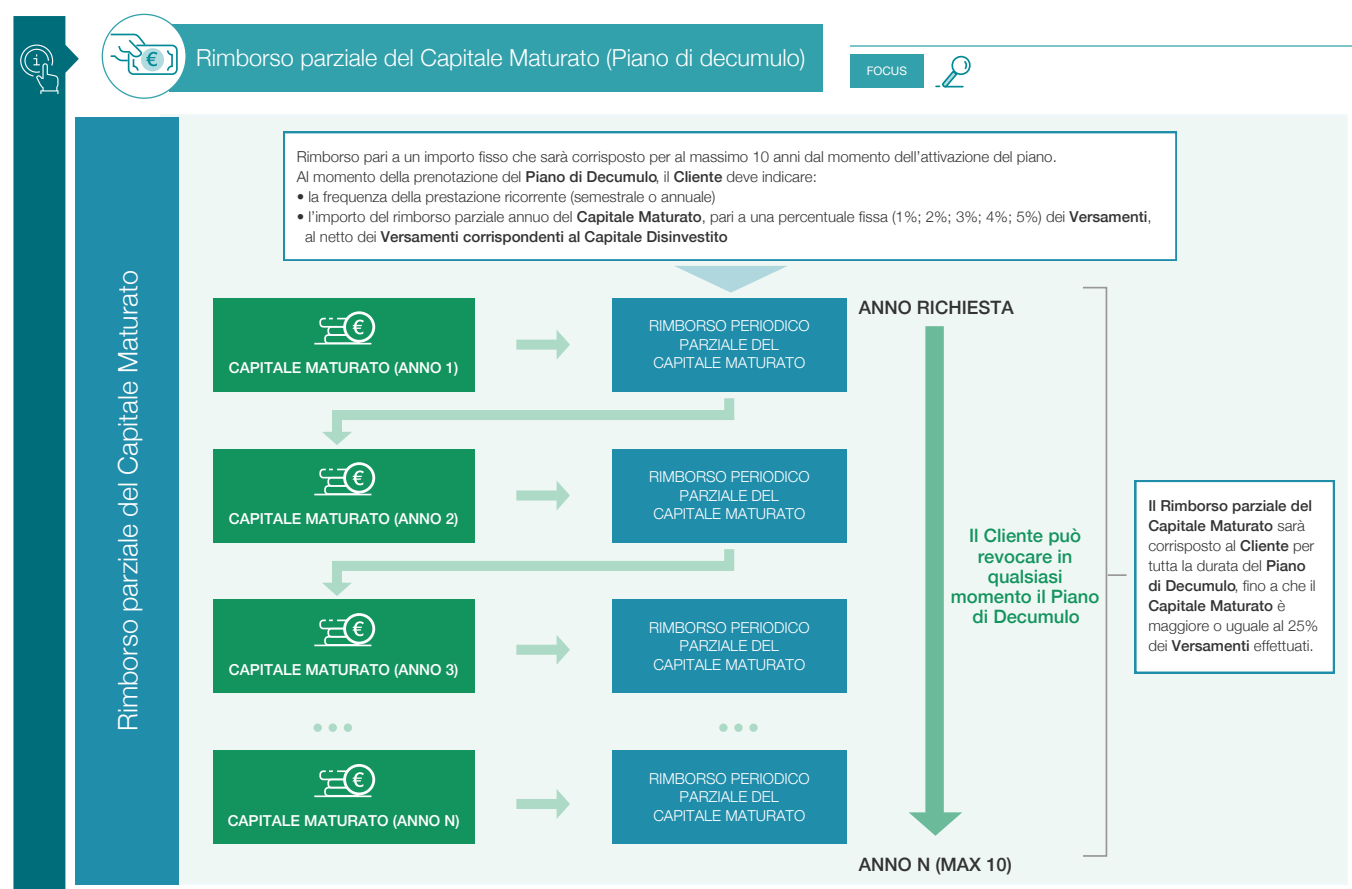 Rimborso parziale del Capitale Maturato (Piano di decumulo)
FOCUS
Rimborso parziale del Capitale Maturato
Rimborso pari a un importo fisso che sarà corrisposto per al massimo 10 anni dal momento dell'attivazione del piano.
Al momento della prenotazione del Piano di Decumulo, il Cliente deve indicare:
• la frequenza della prestazione ricorrente (semestrale o annuale)
• l'importo del rimborso parziale annuo del Capitale Maturato, pari a una percentuale fissa (1%; 2%; 3%; 4%; 5%) dei Versamenti,
al netto dei Versamenti corrispondenti al Capitale Disinvestito
€
CAPITALE MATURATO (ANNO 1)
RIMBORSO PERIODICO
PARZIALE DEL
CAPITALE MATURATO
ANNO RICHIESTA
€
CAPITALE MATURATO (ANNO 2)
RIMBORSO PERIODICO
PARZIALE DEL
CAPITALE MATURATO
€
CAPITALE MATURATO (ANNO 3)
RIMBORSO PERIODICO
PARZIALE DEL
CAPITALE MATURATO
...
...
€
CAPITALE MATURATO (ANNO N)
RIMBORSO PERIODICO
PARZIALE DEL
CAPITALE MATURATO
Il Cliente può
revocare in
qualsiasi
momento il Piano
di Decumulo
ANNO N (MAX 10)
Il Rimborso parziale del
Capitale Maturato sarà
corrisposto al Cliente per
tutta la durata del Piano
di Decumulo, fino a che il
Capitale Maturato è
maggiore o uguale al 25%
dei Versamenti effettuati.